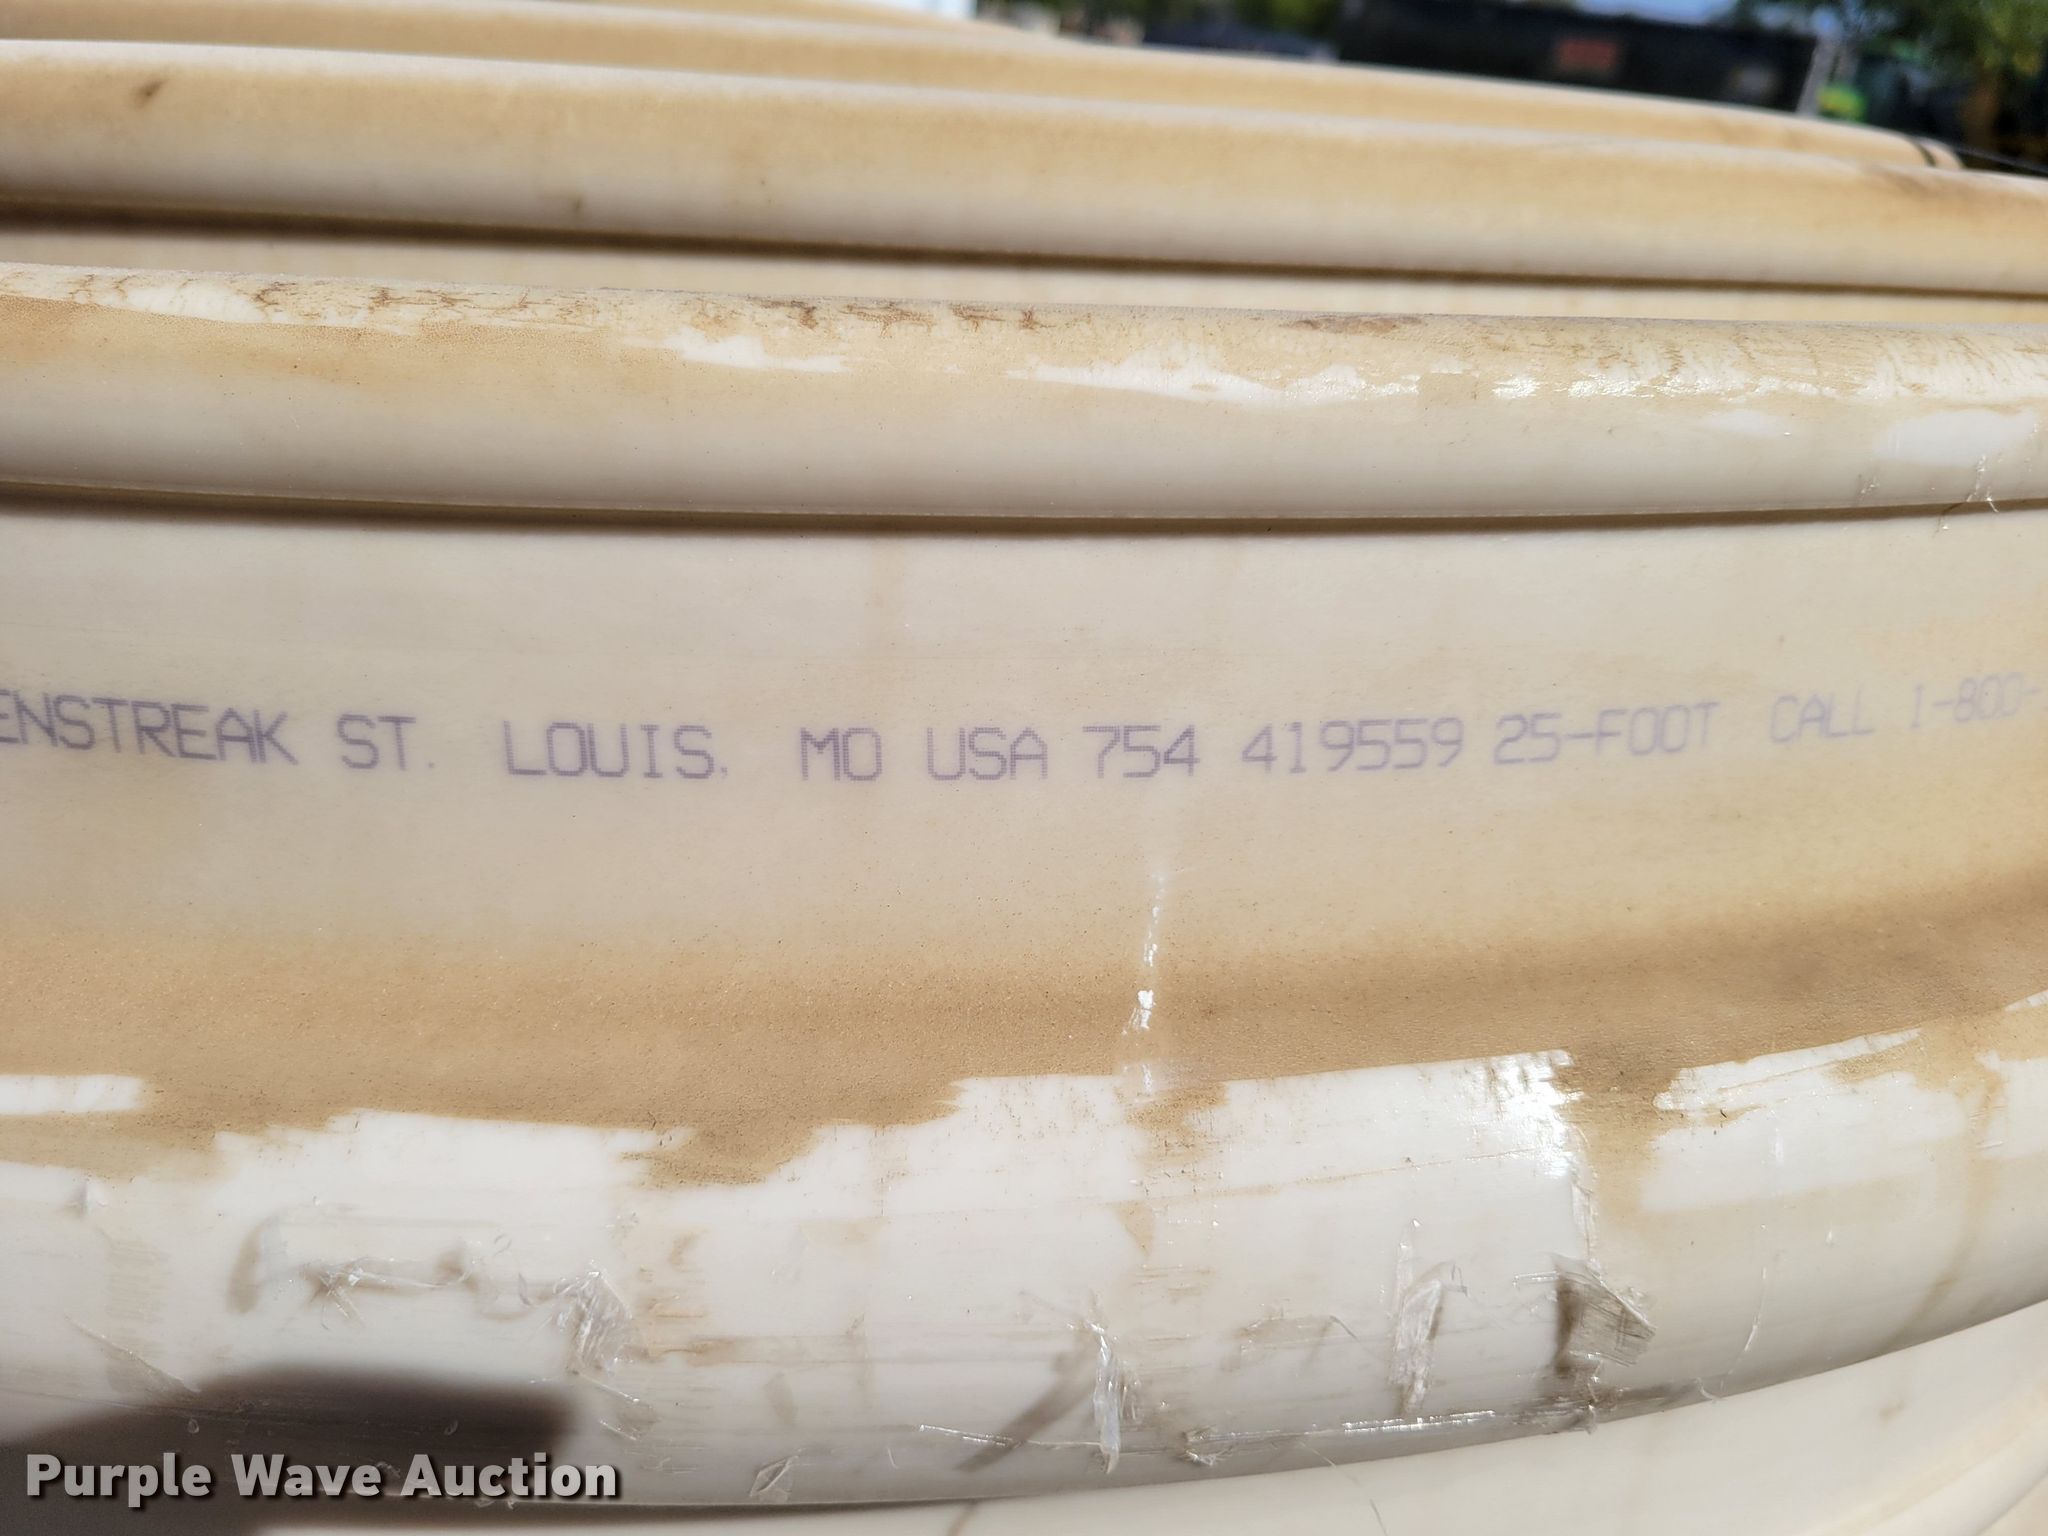 ENSTREAK ST. LOUIS, MO USA 754 419559 25-FOOT CALL 1-800-
Purple Wave Auction